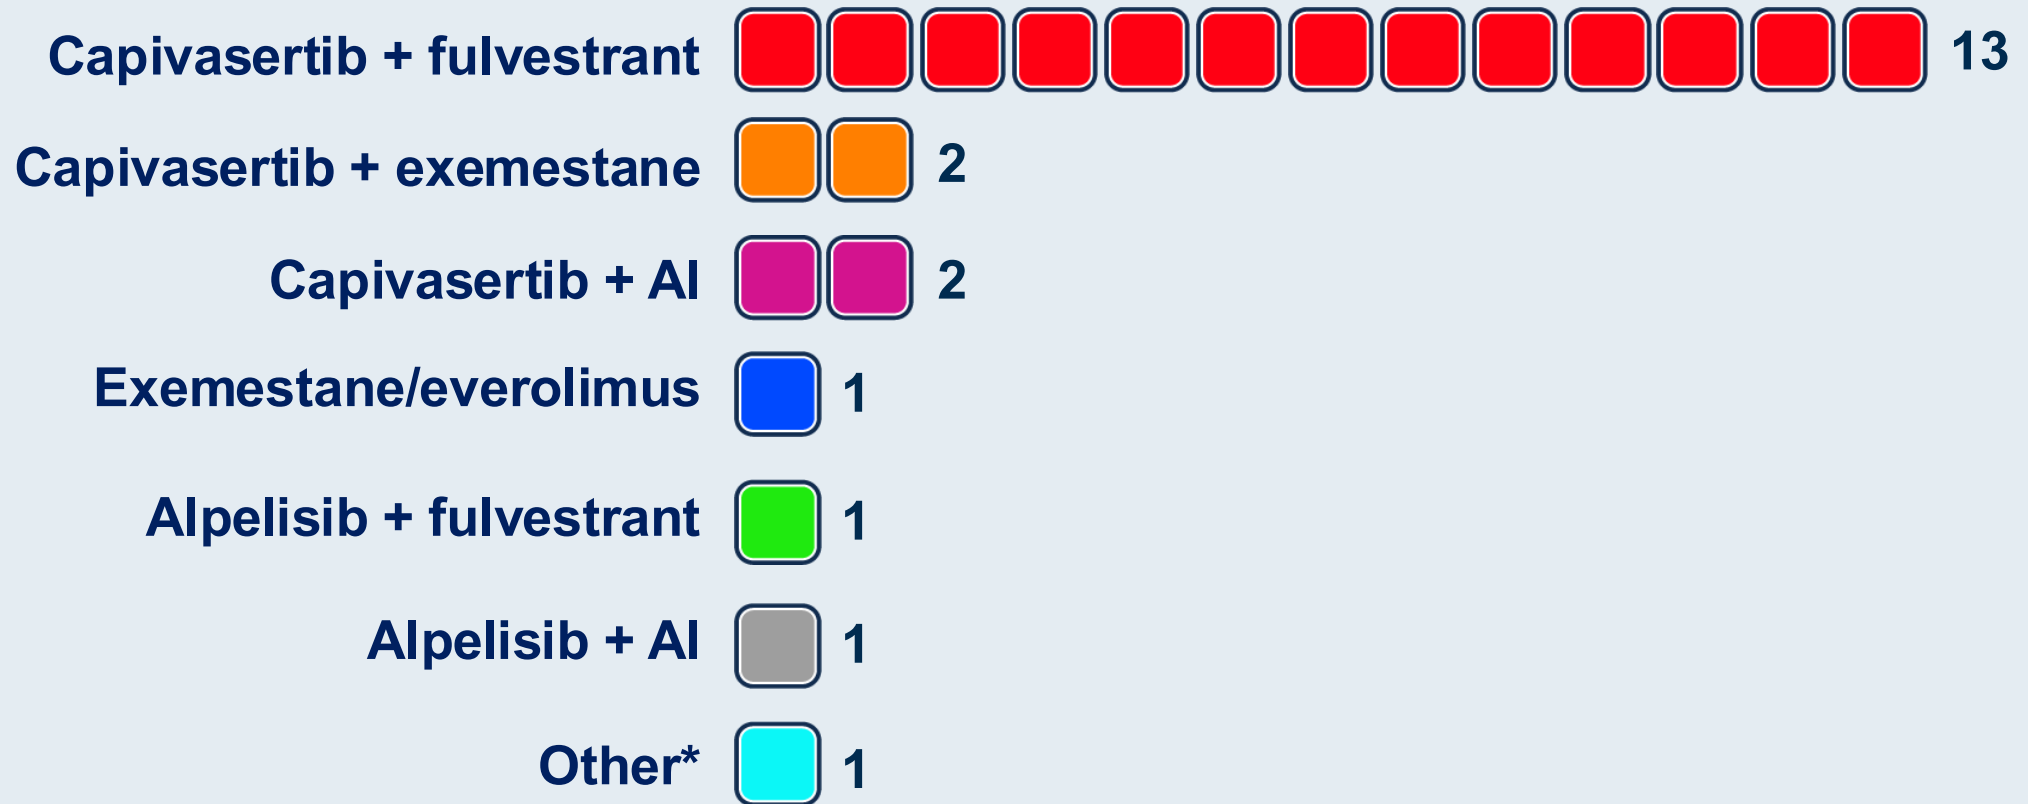 Capivasertib + fulvestrant 13
Capivasertib + exemestane 2
Capivasertib + AI 2
Exemestane/everolimus 1
Alpelisib + fulvestrant 1
Alpelisib + AI 1
Other* 1